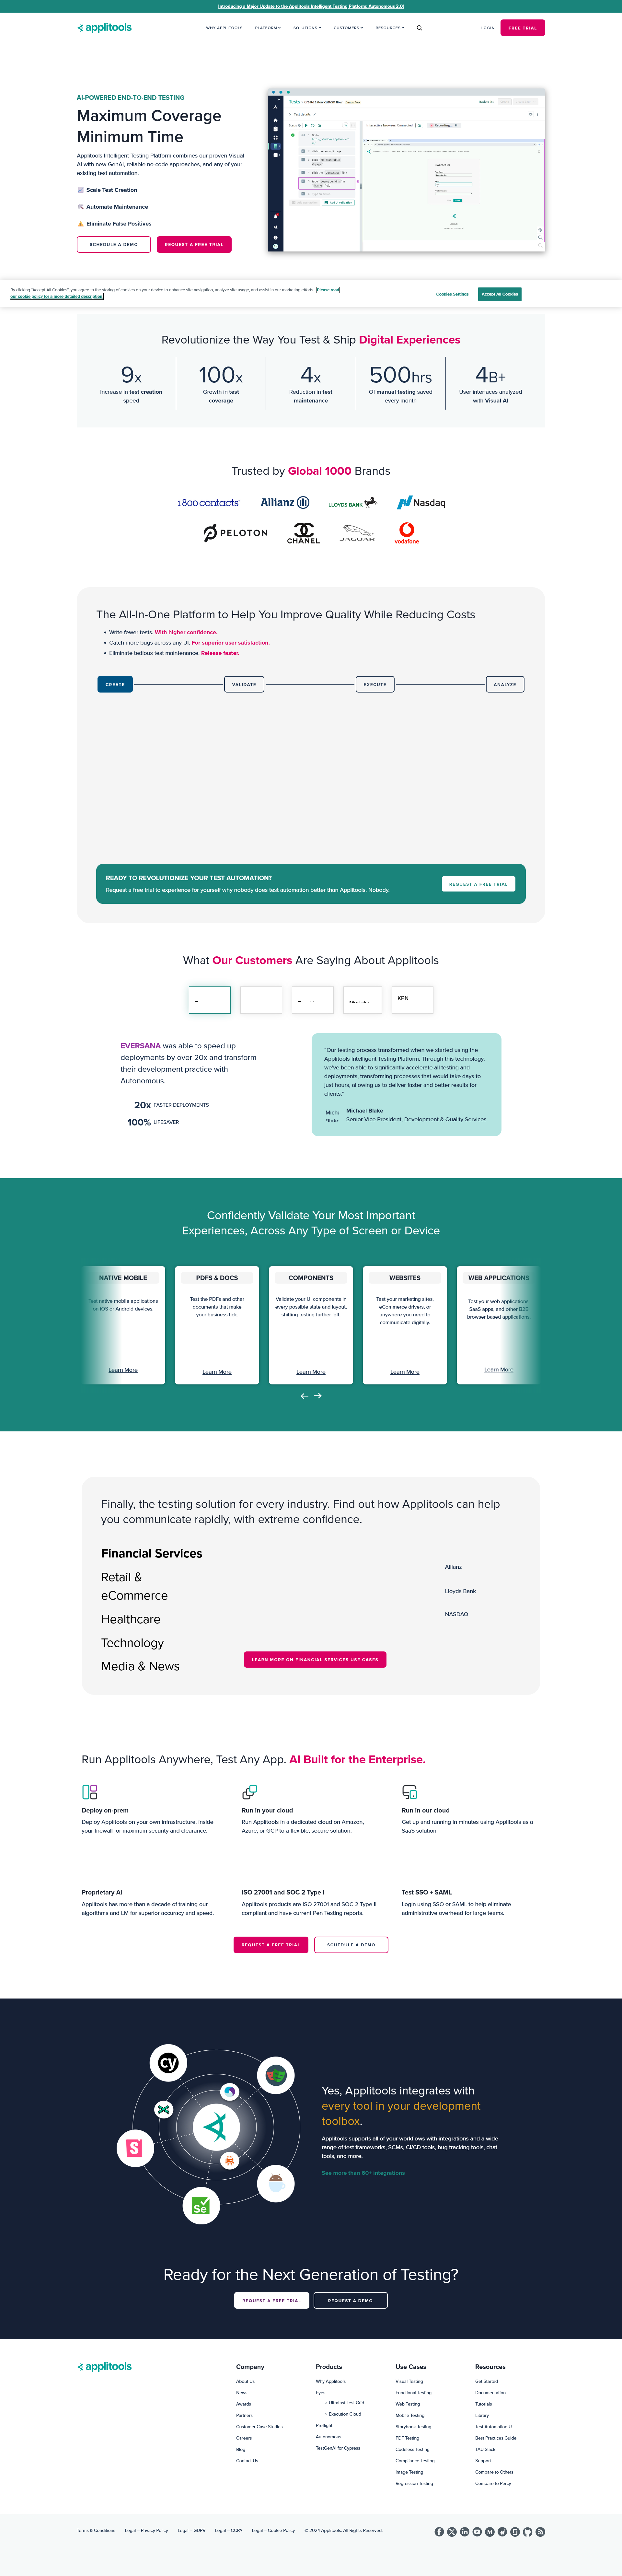 Introducing a Major Update to the Applitools Intelligent Testing Platform: Autonomous 2.0!
applitools
WHY APPLITOOLS
PLATFORM
SOLUTIONS
CUSTOMERS
RESOURCES
LOGIN
FREE TRIAL
AI-POWERED END-TO-END TESTING
Maximum Coverage
Minimum Time
Applitools Intelligent Testing Platform combines our proven Visual
AI with new GenAI, reliable no-code approaches, and any of your
existing test automation.
Scale Test Creation
Automate Maintenance
Eliminate False Positives
SCHEDULE A DEMO
REQUEST A FREE TRIAL
Tests
Contact Us
By clicking "Accept All Cookies", you agree to the storing of cookies on your device to enhance site navigation, analyze site usage, and assist in our marketing efforts. Please read
our cookie policy for a more detailed description.
Cookies Settings
Accept All Cookies
Revolutionize the Way You Test & Ship Digital Experiences
9x
Increase in test creation
speed
100x
Growth in test
coverage
4x
Reduction in test
maintenance
500hrs
Of manual testing saved
every month
4B+
User interfaces analyzed
with Visual AI
Trusted by Global 1000 Brands
1800contacts
Allianz
LLOYDS BANK
Nasdaq
PELOTON
CHANEL
JAGUAR
vodafone
The All-In-One Platform to Help You Improve Quality While Reducing Costs
Write fewer tests. With higher confidence.
Catch more bugs across any UI. For superior user satisfaction.
Eliminate tedious test maintenance. Release faster.
CREATE
VALIDATE
EXECUTE
ANALYZE
READY TO REVOLUTIONIZE YOUR TEST AUTOMATION?
Request a free trial to experience for yourself why nobody does test automation better than Applitools. Nobody.
REQUEST A FREE TRIAL
What Our Customers Are Saying About Applitools
KPN
EVERSANA was able to speed up
deployments by over 20x and transform
their development practice with
Autonomous.
20x FASTER DEPLOYMENTS
100% LIFESAVER
"Our testing process transformed when we started using the
Applitools Intelligent Testing Platform. Through this technology,
we've been able to significantly accelerate all testing and
deployments, transforming processes that would take days to
just hours, allowing us to deliver faster and better results for
clients."
Michael Blake
Senior Vice President, Development & Quality Services
Confidently Validate Your Most Important
Experiences, Across Any Type of Screen or Device
NATIVE MOBILE
Test native mobile applications
on iOS or Android devices.
Learn More
PDFS & DOCS
Test the PDFs and other
documents that make
your business tick.
Learn More
COMPONENTS
Validate your UI components in
every possible state and layout,
shifting testing further left.
Learn More
WEBSITES
Test your marketing sites,
eCommerce drivers, or
anywhere you need to
communicate digitally.
Learn More
WEB APPLICATIONS
Test your web applications,
SaaS apps, and other B2B
browser based applications.
Learn More
Finally, the testing solution for every industry. Find out how Applitools can help
you communicate rapidly, with extreme confidence.
Financial Services
Retail &
eCommerce
Healthcare
Technology
Media & News
Allianz
Lloyds Bank
NASDAQ
LEARN MORE ON FINANCIAL SERVICES USE CASES
Run Applitools Anywhere, Test Any App. AI Built for the Enterprise.
Deploy on-prem
Deploy Applitools on your own infrastructure, inside
your firewall for maximum security and clearance.
Run in your cloud
Run Applitools in a dedicated cloud on Amazon,
Azure, or GCP to a flexible, secure solution.
Run in our cloud
Get up and running in minutes using Applitools as a
SaaS solution
Proprietary AI
Applitools has more than a decade of training our
algorithms and LM for superior accuracy and speed.
ISO 27001 and SOC 2 Type I
Applitools products are ISO 27001 and SOC 2 Type II
compliant and have current Pen Testing reports.
Test SSO + SAML
Login using SSO or SAML to help eliminate
administrative overhead for large teams.
REQUEST A FREE TRIAL
SCHEDULE A DEMO
cy
Se
Yes, Applitools integrates with
every tool in your development
toolbox.
Applitools supports all of your workflows with integrations and a wide
range of test frameworks, SCMs, CI/CD tools, bug tracking tools, chat
tools, and more.
See more than 60+ integrations
Ready for the Next Generation of Testing?
REQUEST A FREE TRIAL
REQUEST A DEMO
applitools
Company
About Us
News
Awards
Partners
Customer Case Studies
Careers
Blog
Contact Us
Products
Why Applitools
Eyes
Ultrafast Test Grid
Execution Cloud
Preflight
Autonomous
TestGenAI for Cypress
Use Cases
Visual Testing
Functional Testing
Web Testing
Mobile Testing
Storybook Testing
PDF Testing
Codeless Testing
Compliance Testing
Image Testing
Regression Testing
Resources
Get Started
Documentation
Tutorials
Library
Test Automation U
Best Practices Guide
TAU Slack
Support
Compare to Others
Compare to Percy
Terms & Conditions
Legal – Privacy Policy
Legal – GDPR
Legal – CCPA
Legal – Cookie Policy
© 2024 Applitools. All Rights Reserved.